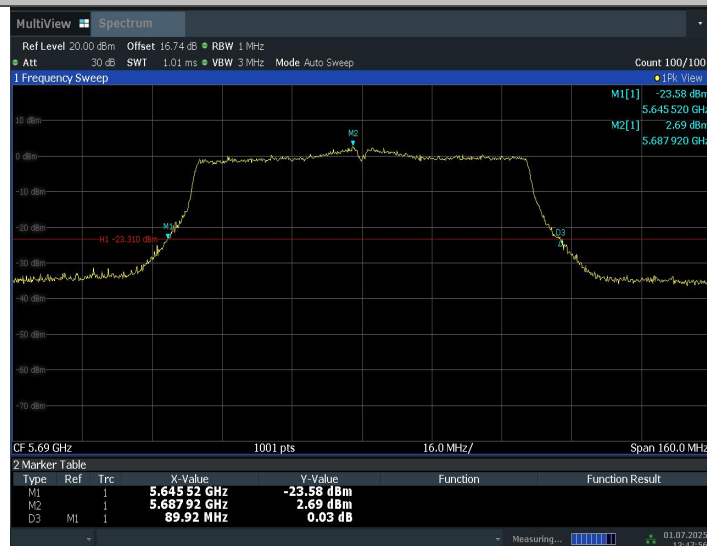 MultiView Spectrum
Ref Level 20.00 dBm Offset 16.74 dB RBW 1 MHz
Att 30 dB SWT 1.01 ms VBW 3 MHz Mode Auto Sweep Count 100/100
1 Frequency Sweep 1Pk View
M1[1] -23.58 dBm
5.645 520 GHz
M2[1] 2.69 dBm
5.687 920 GHz
10 dBm
M2
0 dBm
-10 dBm
-20 dBm
M1
D3
H1 -23.310 dBm
-30 dBm
-40 dBm
-50 dBm
-60 dBm
-70 dBm
CF 5.69 GHz 1001 pts 16.0 MHz/ Span 160.0 MHz
2 Marker Table
Type Ref Trc X-Value Y-Value Function Function Result
M1 1 5.645 52 GHz -23.58 dBm
M2 1 5.687 92 GHz 2.69 dBm
D3 M1 1 89.92 MHz 0.03 dB
Measuring... 01.07.2025
13:47:56